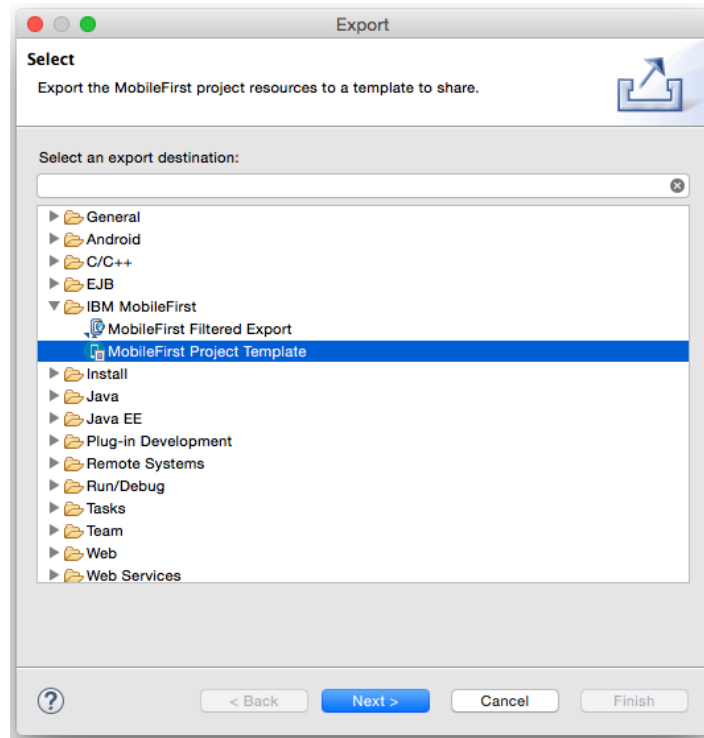 Export
Select
Export the MobileFirst project resources to a template to share.
Select an export destination:
General
Android
C/C++
EJB
IBM MobileFirst
MobileFirst Filtered Export
MobileFirst Project Template
Install
Java
Java EE
Plug-in Development
Remote Systems
Run/Debug
Tasks
Team
Web
Web Services
? < Back Next > Cancel Finish